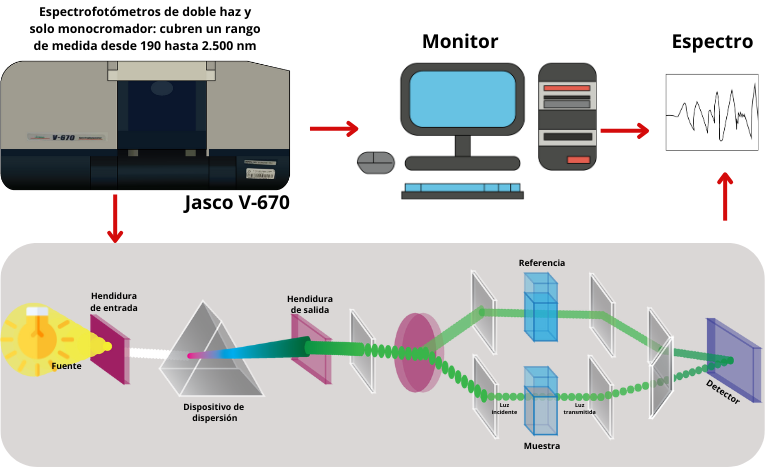 Espectrofotómetros de doble haz y
solo monocromador: cubren un rango
de medida desde 190 hasta 2.500 nm
Monitor
Espectro
V-670
Jasco V-670
Referencia
Hendidura
de entrada
Hendidura
de salida
Fuente
Dispositivo de
dispersión
Luz
incidente
Luz
transmitida
Detector
Muestra